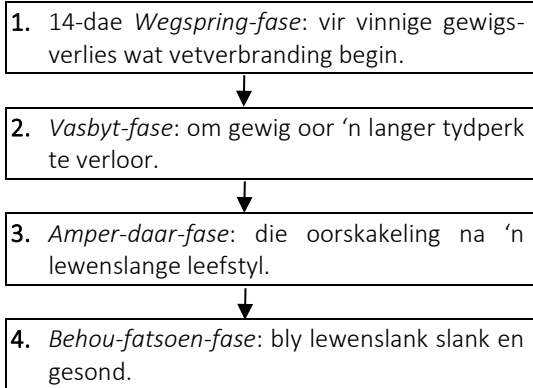 1. 14-dae Wegspring-fase: vir vinnige gewigs-
verlies wat vetverbranding begin.
2. Vasbyt-fase: om gewig oor ‘n langer tydperk
te verloor.
3. Amper-daar-fase: die oorskakeling na ‘n
lewenslange leefstyl.
4. Behou-fatsoen-fase: bly lewenslank slank en
gesond.